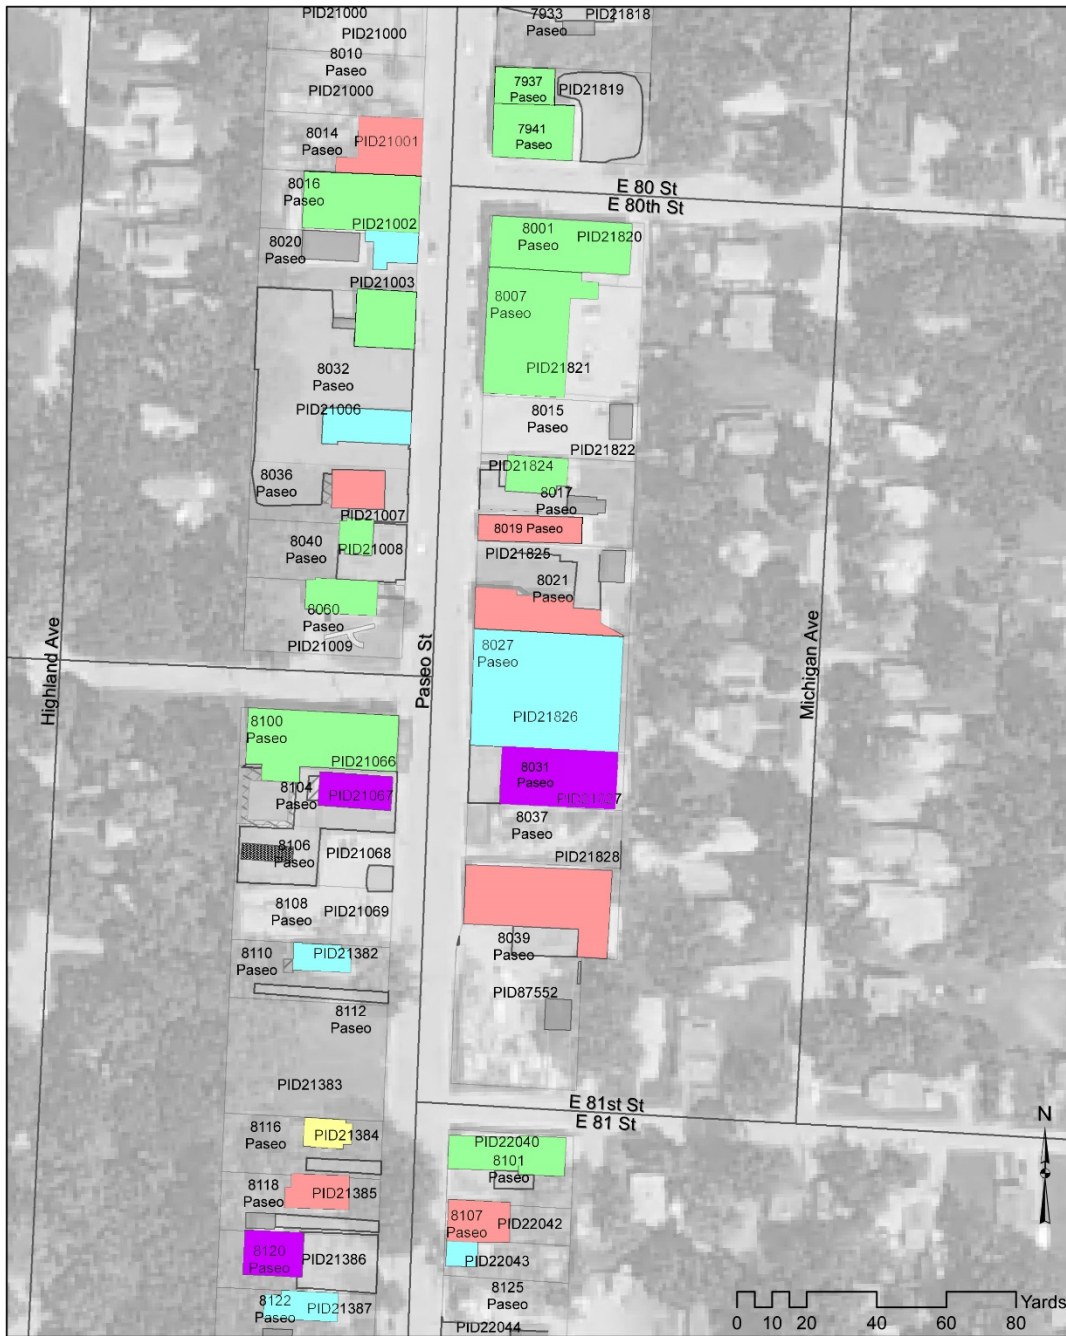 PID21000
PID21000
8010
Paseo
PID21000
8014
Paseo
PID21001
8016
Paseo
PID21002
8020
Paseo
PID21003
8032
Paseo
PID21006
8036
Paseo
PID21007
8040
Paseo
PID21008
8060
Paseo
PID21009
8100
Paseo
PID21066
8104
Paseo
PID21067
8106
Paseo
PID21068
8108
Paseo
PID21069
8110
Paseo
PID21382
8112
Paseo
PID21383
8116
Paseo
PID21384
8118
Paseo
PID21385
8120
Paseo
PID21386
8122
Paseo
PID21387
Highland Ave
Paseo St
7933
Paseo
PID21818
7937
Paseo
PID21819
7941
Paseo
E 80 St
E 80th St
8001
Paseo
PID21820
8007
Paseo
PID21821
8015
Paseo
PID21822
PID21824
8017
Paseo
8019 Paseo
PID21825
8021
Paseo
8027
Paseo
PID21826
8031
Paseo
PID21827
8037
Paseo
PID21828
8039
Paseo
PID87552
E 81st St
E 81 St
PID22040
8101
Paseo
8107
Paseo
PID22042
PID22043
8125
Paseo
PID22044
Michigan Ave
N
Yards
0 10 20 40 60 80